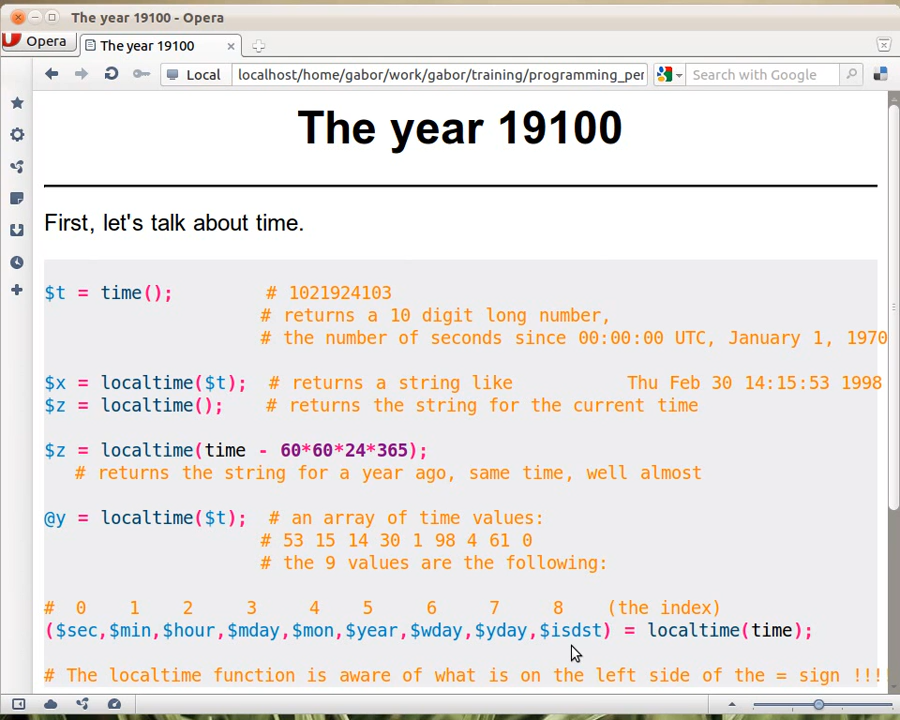 The year 19100 - Opera
Opera
The year 19100
Local
localhost/home/gabor/work/gabor/training/programming_per
Search with Google
The year 19100
First, let's talk about time.
$t = time(); # 1021924103
# returns a 10 digit long number,
# the number of seconds since 00:00:00 UTC, January 1, 1970
$x = localtime($t); # returns a string like Thu Feb 30 14:15:53 1998
$z = localtime(); # returns the string for the current time
$z = localtime(time - 60*60*24*365);
# returns the string for a year ago, same time, well almost
@y = localtime($t); # an array of time values:
# 53 15 14 30 1 98 4 61 0
# the 9 values are the following:
# 0 1 2 3 4 5 6 7 8 (the index)
($sec,$min,$hour,$mday,$mon,$year,$wday,$yday,$isdst) = localtime(time);
# The localtime function is aware of what is on the left side of the = sign !!!!